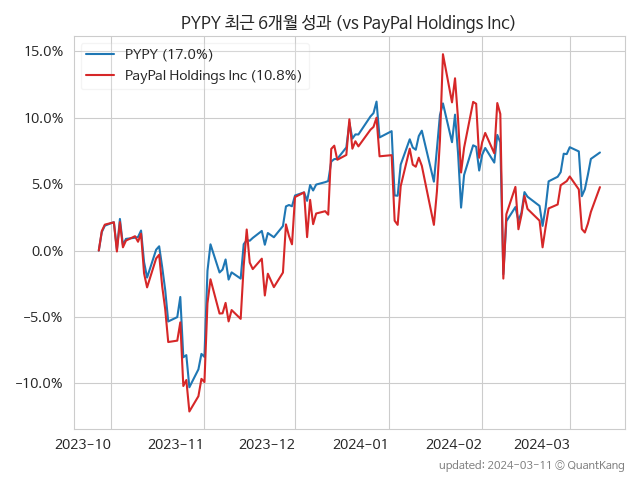 PYPY 최근 6개월 성과 (vs PayPal Holdings Inc)
PYPY (17.0%)
PayPal Holdings Inc (10.8%)
15.0%
10.0%
5.0%
0.0%
−5.0%
−10.0%
2023-10 2023-11 2023-12 2024-01 2024-02 2024-03
updated: 2024-03-11 © QuantKang